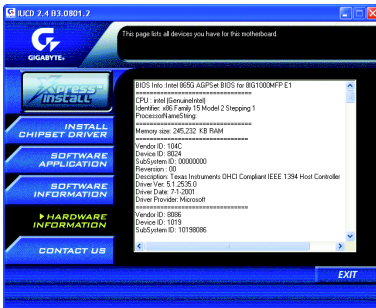 IUCD 2.4 B3.0801.2
This page lists all devices you have for this motherboard.
GIGABYTE
Xpress™
INSTALL
INSTALL
CHIPSET DRIVER
SOFTWARE
APPLICATION
SOFTWARE
INFORMATION
HARDWARE
INFORMATION
CONTACT US
BIOS Info :Intel 865G AGPSet BIOS for 8IG1000MFP E1
==============================
CPU : intel (GenuineIntel)
Identifier: x86 Family 15 Model 2 Stepping 1
ProcessorNameString:
==============================
Memory size: 245,232 KB RAM
==============================
Vendor ID: 104C
Device ID: 8024
SubSystem ID: 00000000
Reversion : 00
Description: Texas Instruments OHCI Compliant IEEE 1394 Host Controller
Driver Ver: 5.1.2535.0
Driver Date: 7-1-2001
Driver Provider: Microsoft
==============================
Vendor ID: 8086
Device ID: 1019
SubSystem ID: 10198086
EXIT